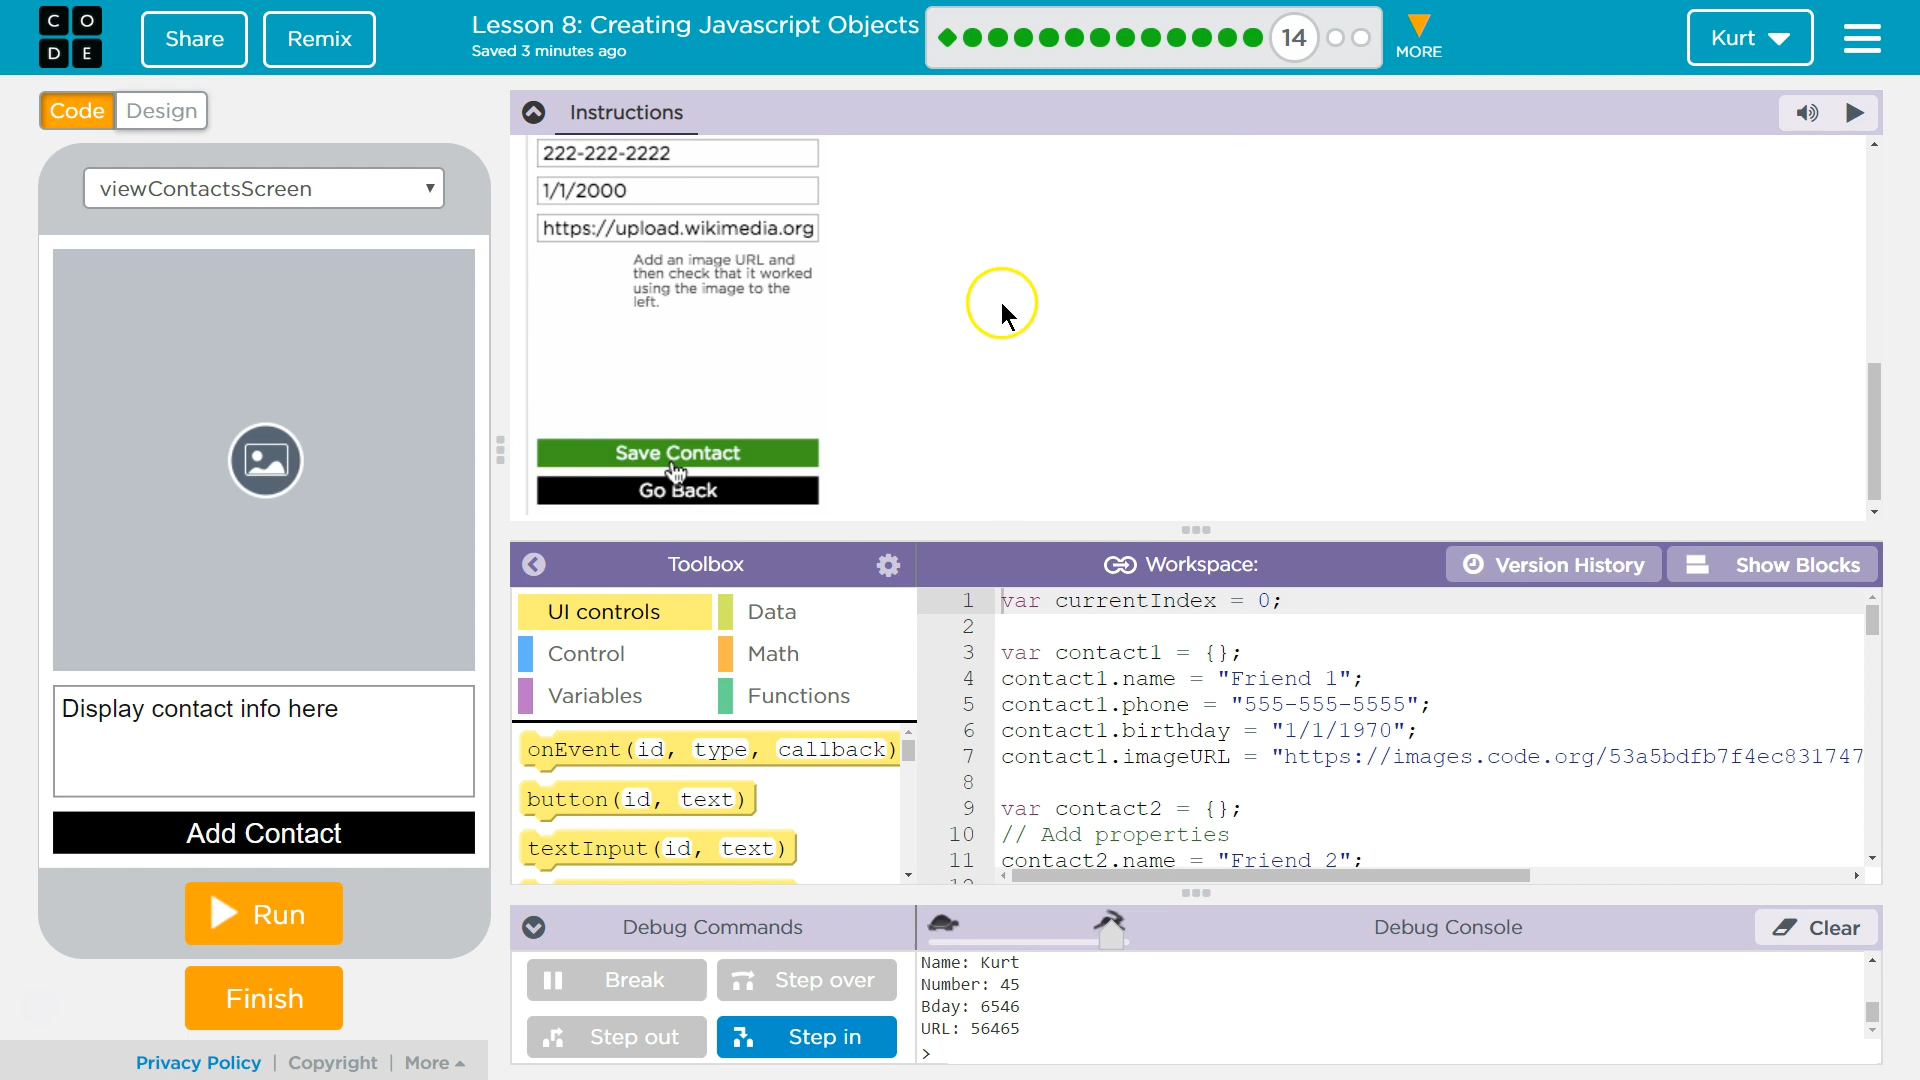 CODE
Share
Remix
Lesson 8: Creating Javascript Objects
Saved 3 minutes ago
14
MORE
Kurt
Code
Design
viewContactsScreen
Display contact info here
Add Contact
Run
Finish
Privacy Policy | Copyright | More
Instructions
222-222-2222
1/1/2000
https://upload.wikimedia.org
Add an image URL and
then check that it worked
using the image to the
left.
Save Contact
Go Back
Toolbox
UI controls
Data
Control
Math
Variables
Functions
onEvent(id, type, callback)
button(id, text)
textInput(id, text)
Workspace:
Version History
Show Blocks
1 var currentIndex = 0;
2
3 var contact1 = {};
4 contact1.name = "Friend 1";
5 contact1.phone = "555-555-5555";
6 contact1.birthday = "1/1/1970";
7 contact1.imageURL = "https://images.code.org/53a5bdfb7f4ec831747
8
9 var contact2 = {};
10 // Add properties
11 contact2.name = "Friend 2";
12
Debug Commands
Break
Step over
Step out
Step in
Debug Console
Clear
Name: Kurt
Number: 45
Bday: 6546
URL: 56465
>